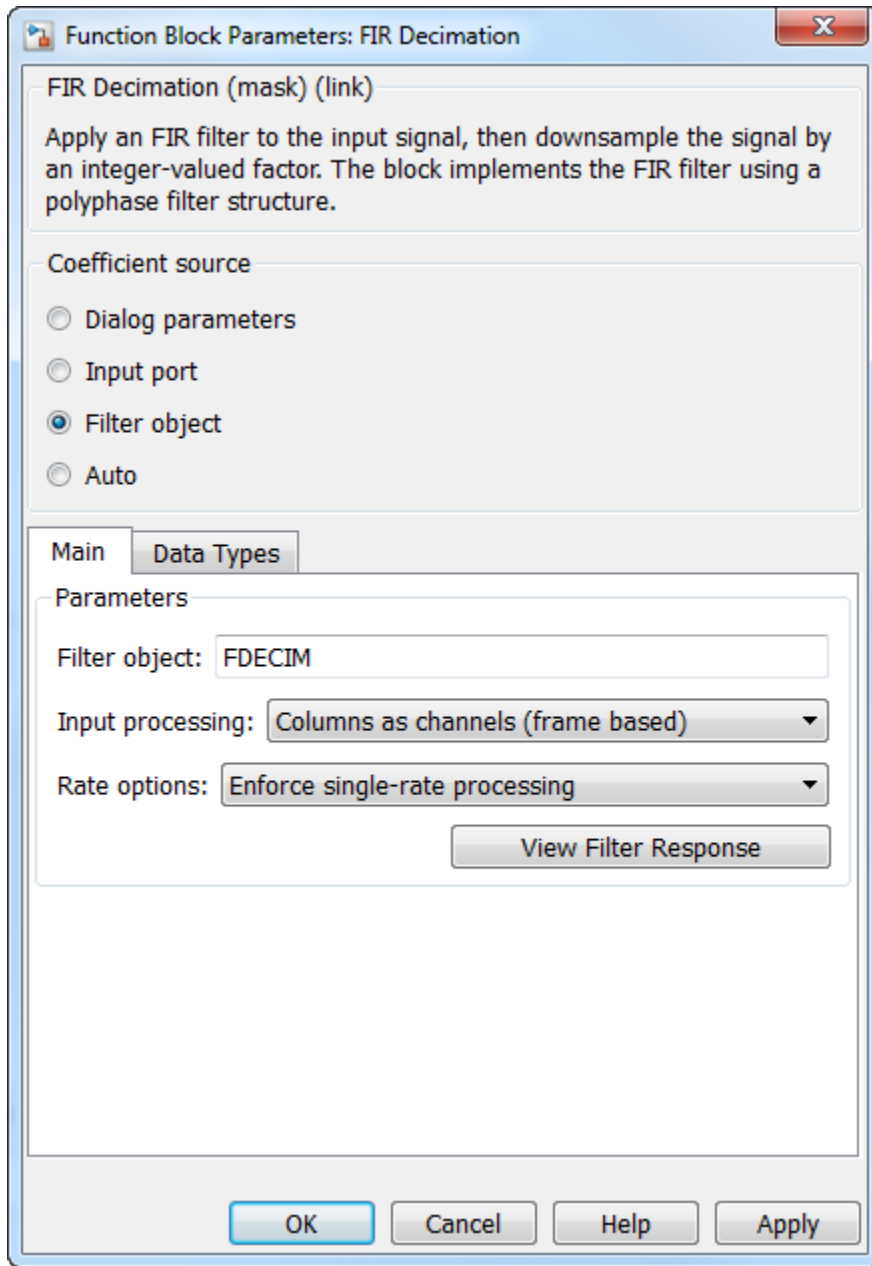 Function Block Parameters: FIR Decimation
FIR Decimation (mask) (link)
Apply an FIR filter to the input signal, then downsample the signal by
an integer-valued factor. The block implements the FIR filter using a
polyphase filter structure.
Coefficient source
Dialog parameters
Input port
Filter object
Auto
Main Data Types
Parameters
Filter object: FDECIM
Input processing: Columns as channels (frame based)
Rate options: Enforce single-rate processing
View Filter Response
OK Cancel Help Apply